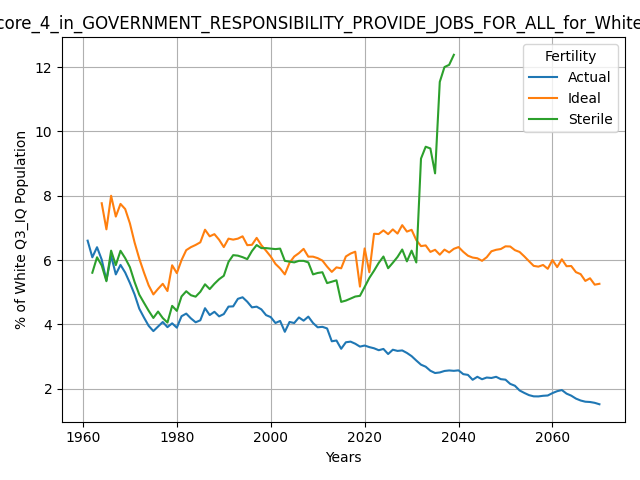 core_4_in_GOVERNMENT_RESPONSIBILITY_PROVIDE_JOBS_FOR_ALL_for_White
Fertility
Actual
Ideal
Sterile
% of White Q3_IQ Population
12
10
8
6
4
2
1960
1980
2000
2020
2040
2060
Years